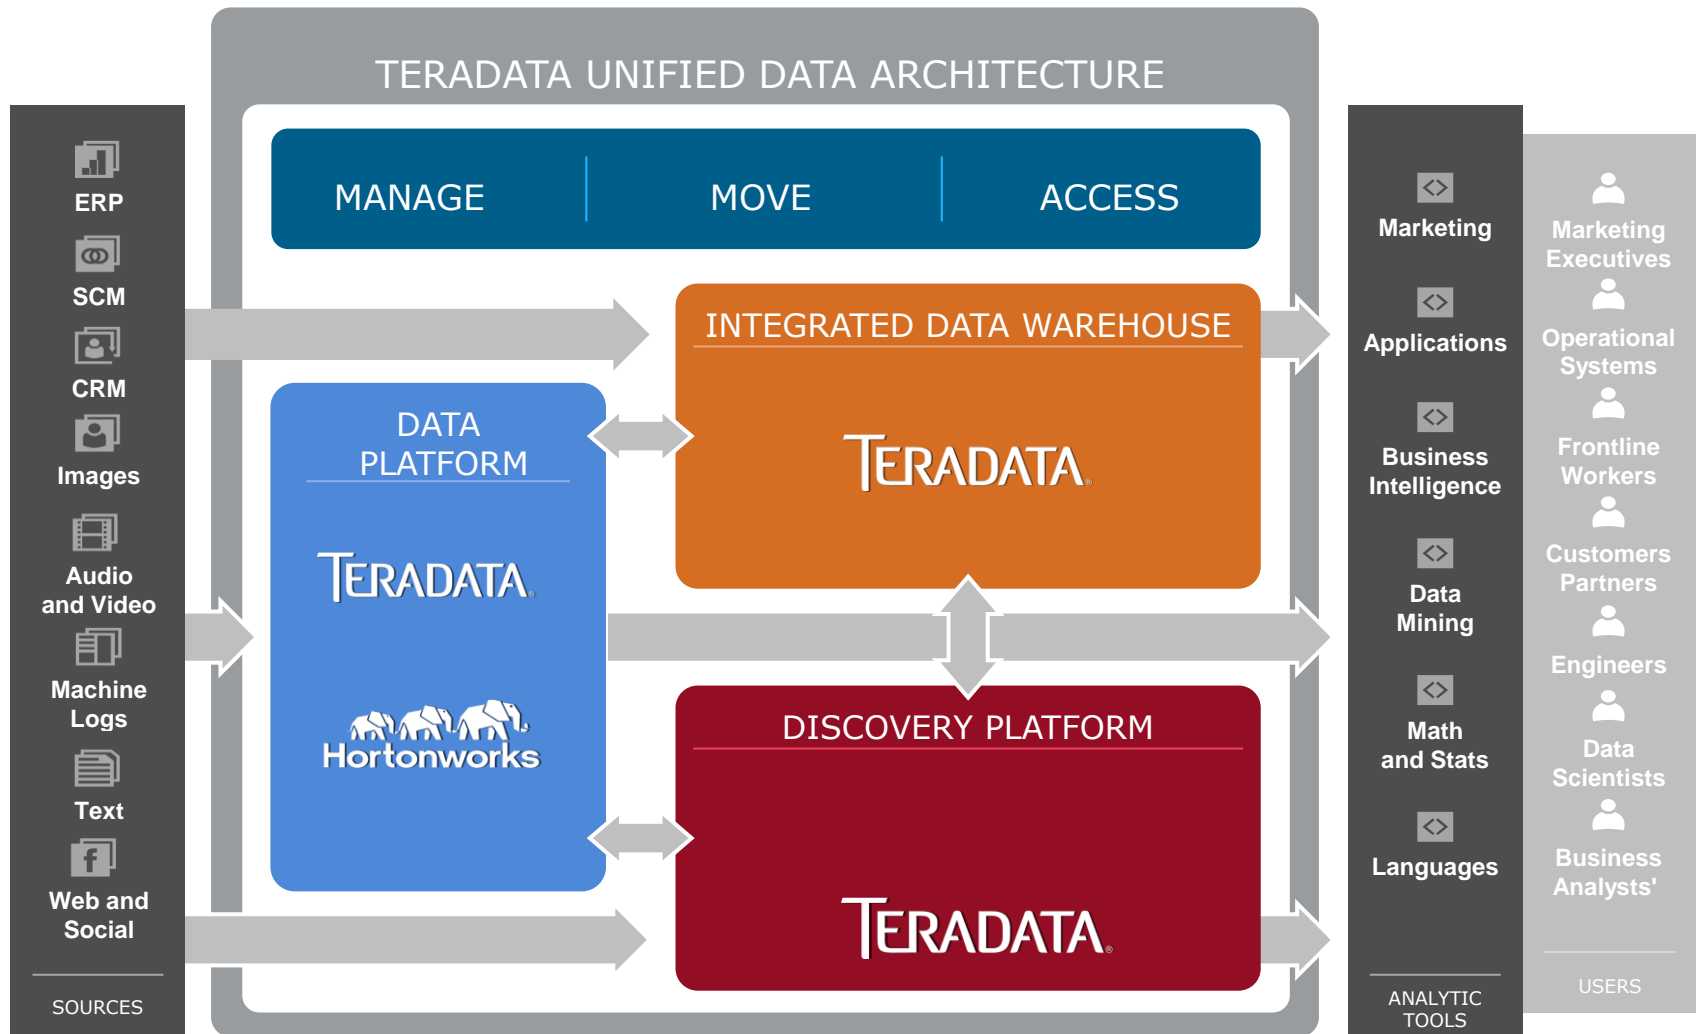 TERADATA UNIFIED DATA ARCHITECTURE
MANAGE
MOVE
ACCESS
ERP
SCM
CRM
Images
Audio
and Video
Machine
Logs
Text
Web and
Social
SOURCES
DATA
PLATFORM
TERADATA®
Hortonworks
INTEGRATED DATA WAREHOUSE
TERADATA®
DISCOVERY PLATFORM
TERADATA®
Marketing
Applications
Business
Intelligence
Data
Mining
Math
and Stats
Languages
ANALYTIC
TOOLS
Marketing
Executives
Operational
Systems
Frontline
Workers
Customers
Partners
Engineers
Data
Scientists
Business
Analysts'
USERS